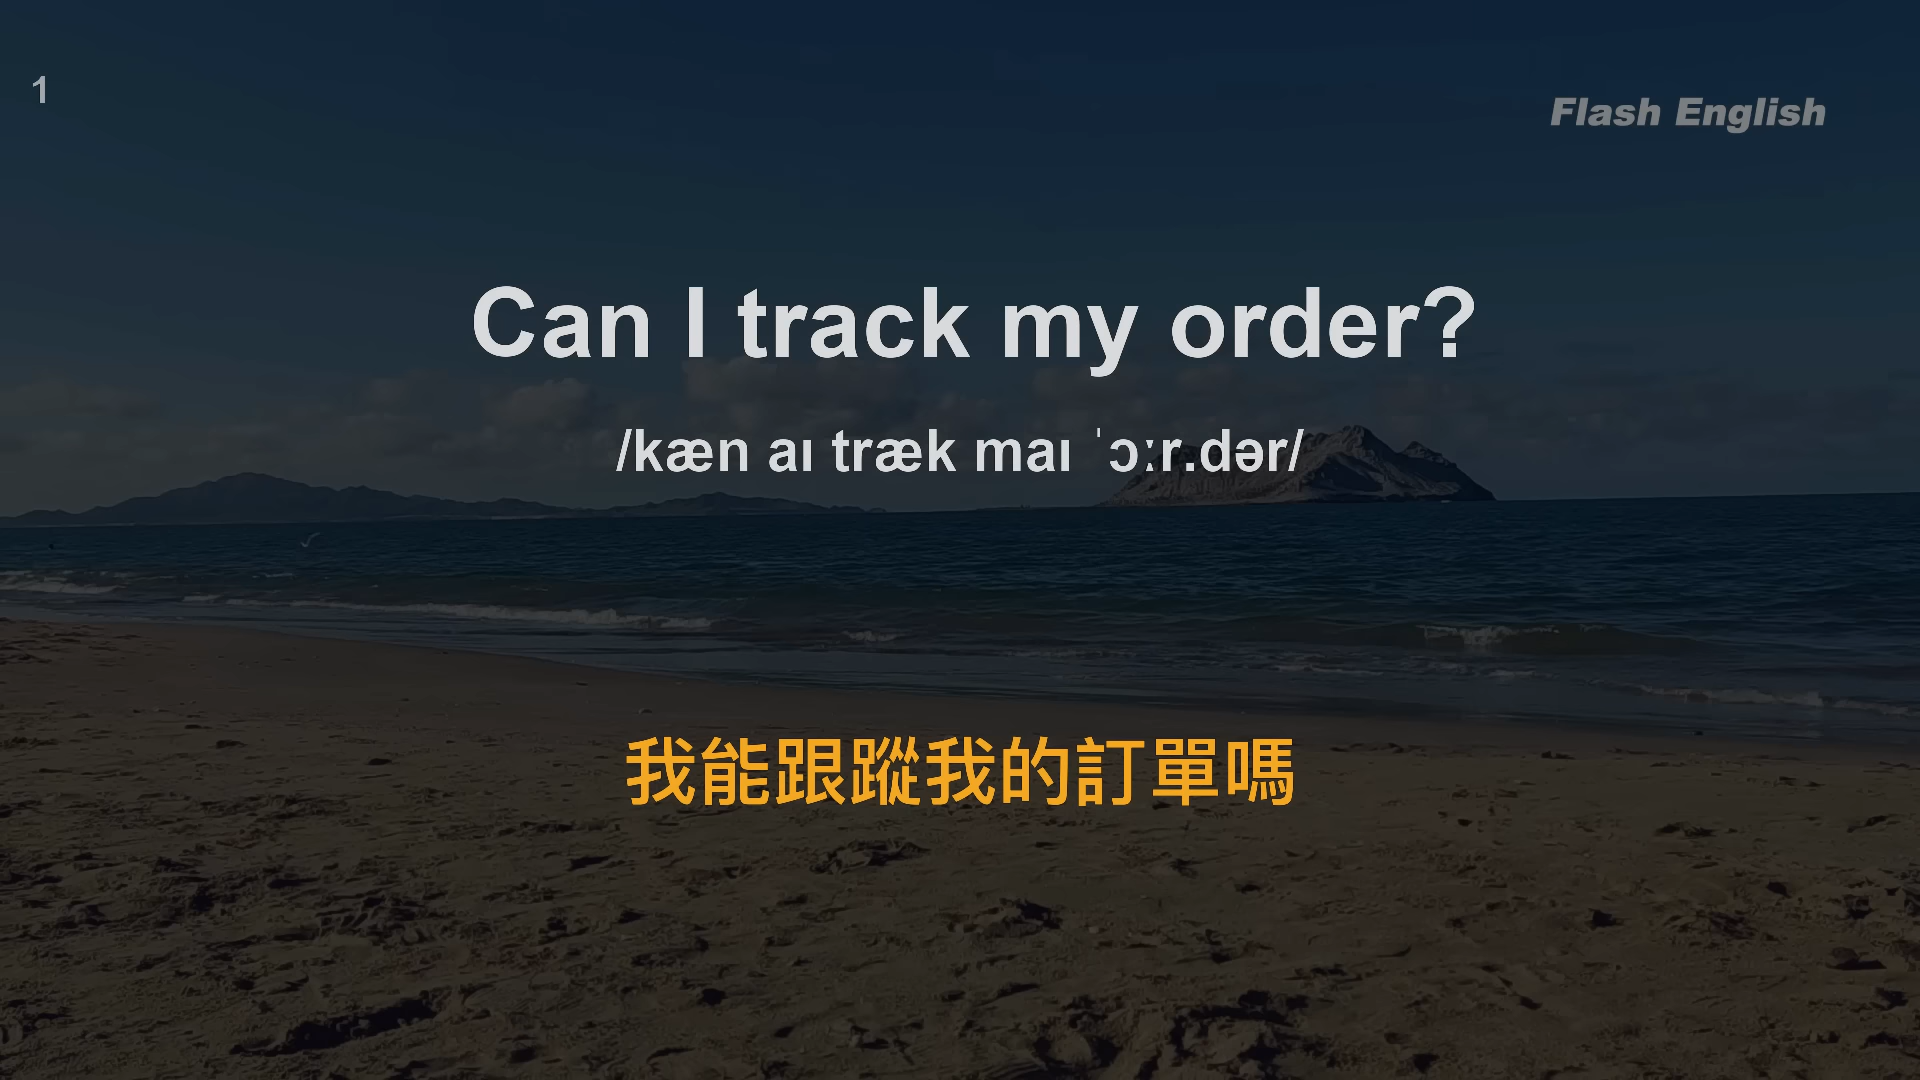 1
Flash English
Can I track my order?
/kæn aɪ træk maɪ ˈɔːr.dər/
我能跟蹤我的訂單嗎